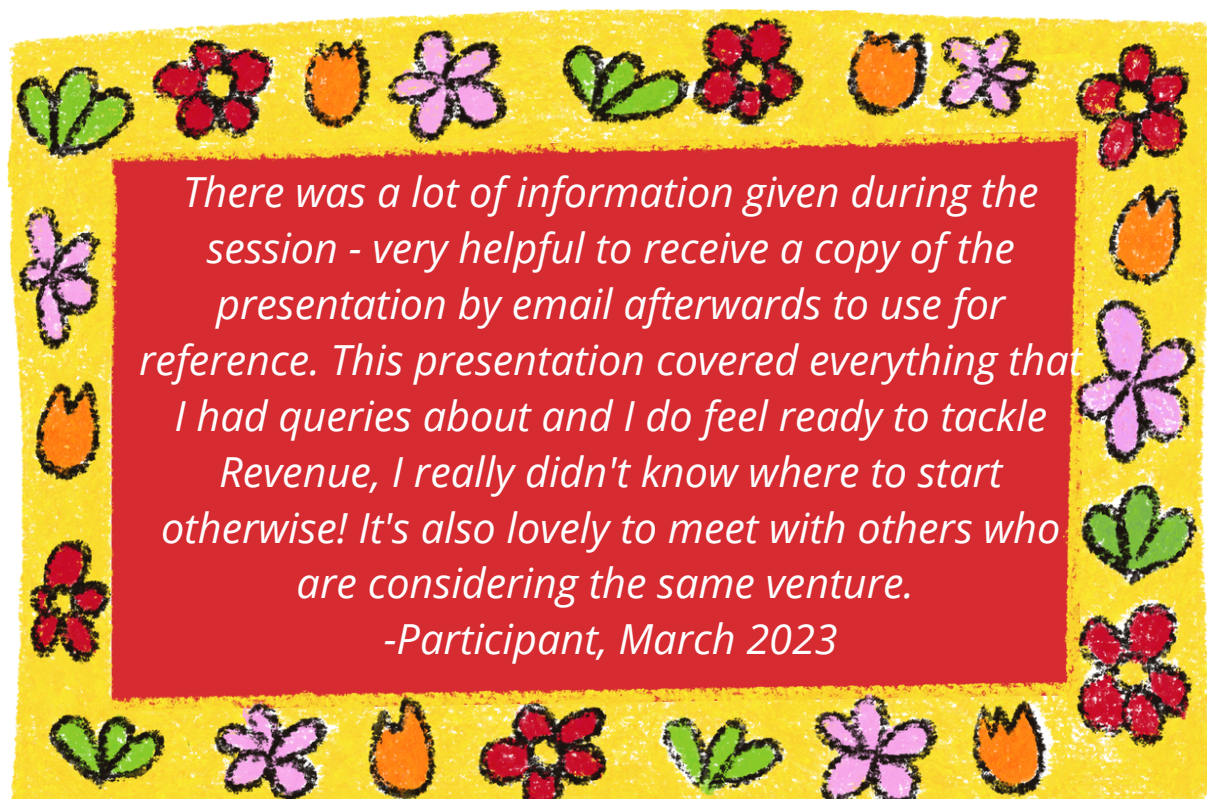 There was a lot of information given during the
session - very helpful to receive a copy of the
presentation by email afterwards to use for
reference. This presentation covered everything that
I had queries about and I do feel ready to tackle
Revenue, I really didn't know where to start
otherwise! It's also lovely to meet with others who
are considering the same venture.
-Participant, March 2023